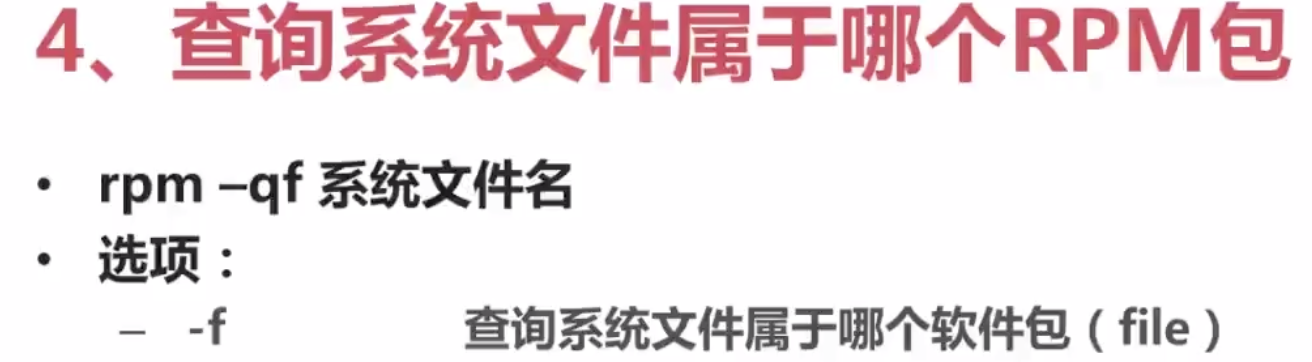 4、查询系统文件属于哪个RPM包
• rpm –qf 系统文件名
• 选项：
– -f 查询系统文件属于哪个软件包（file）